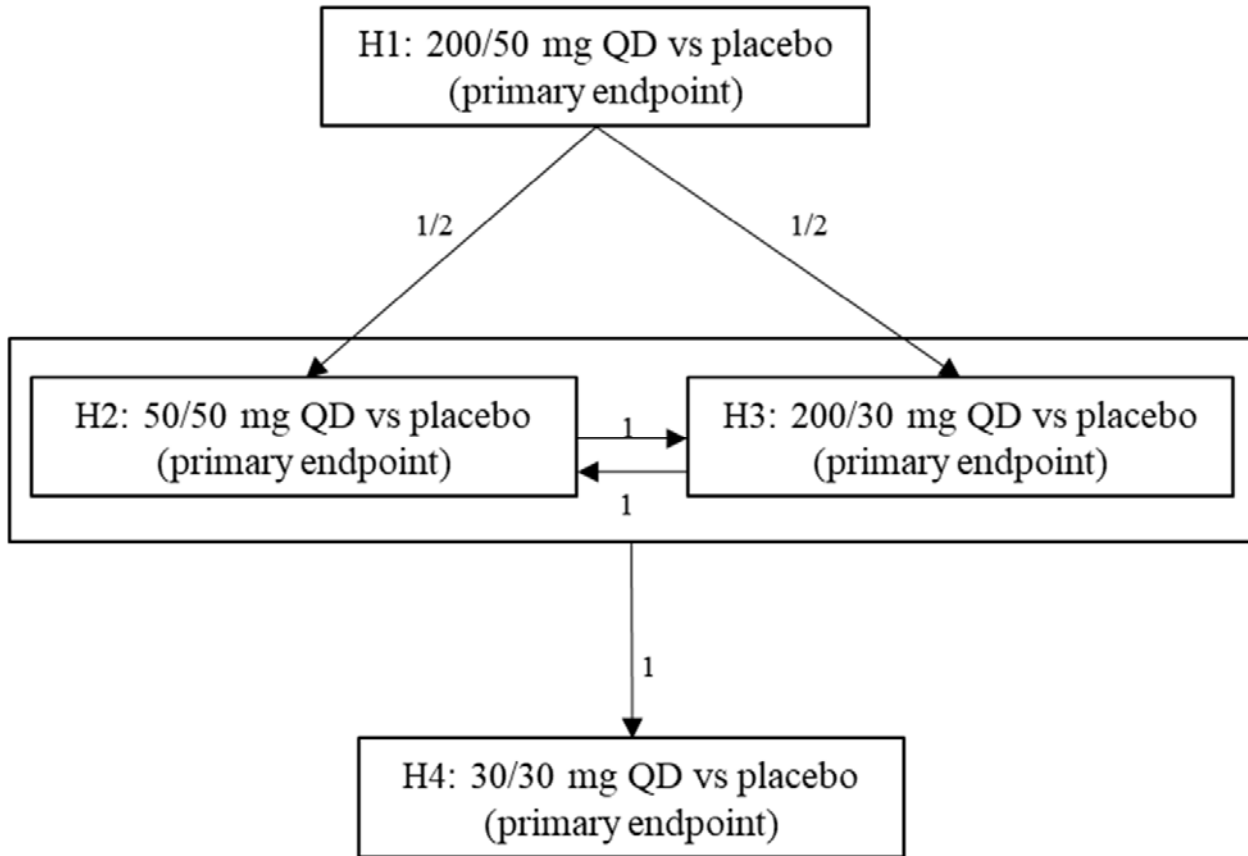 H1: 200/50 mg QD vs placebo
(primary endpoint)
1/2
1/2
H2: 50/50 mg QD vs placebo
(primary endpoint)
1
1
H3: 200/30 mg QD vs placebo
(primary endpoint)
1
H4: 30/30 mg QD vs placebo
(primary endpoint)